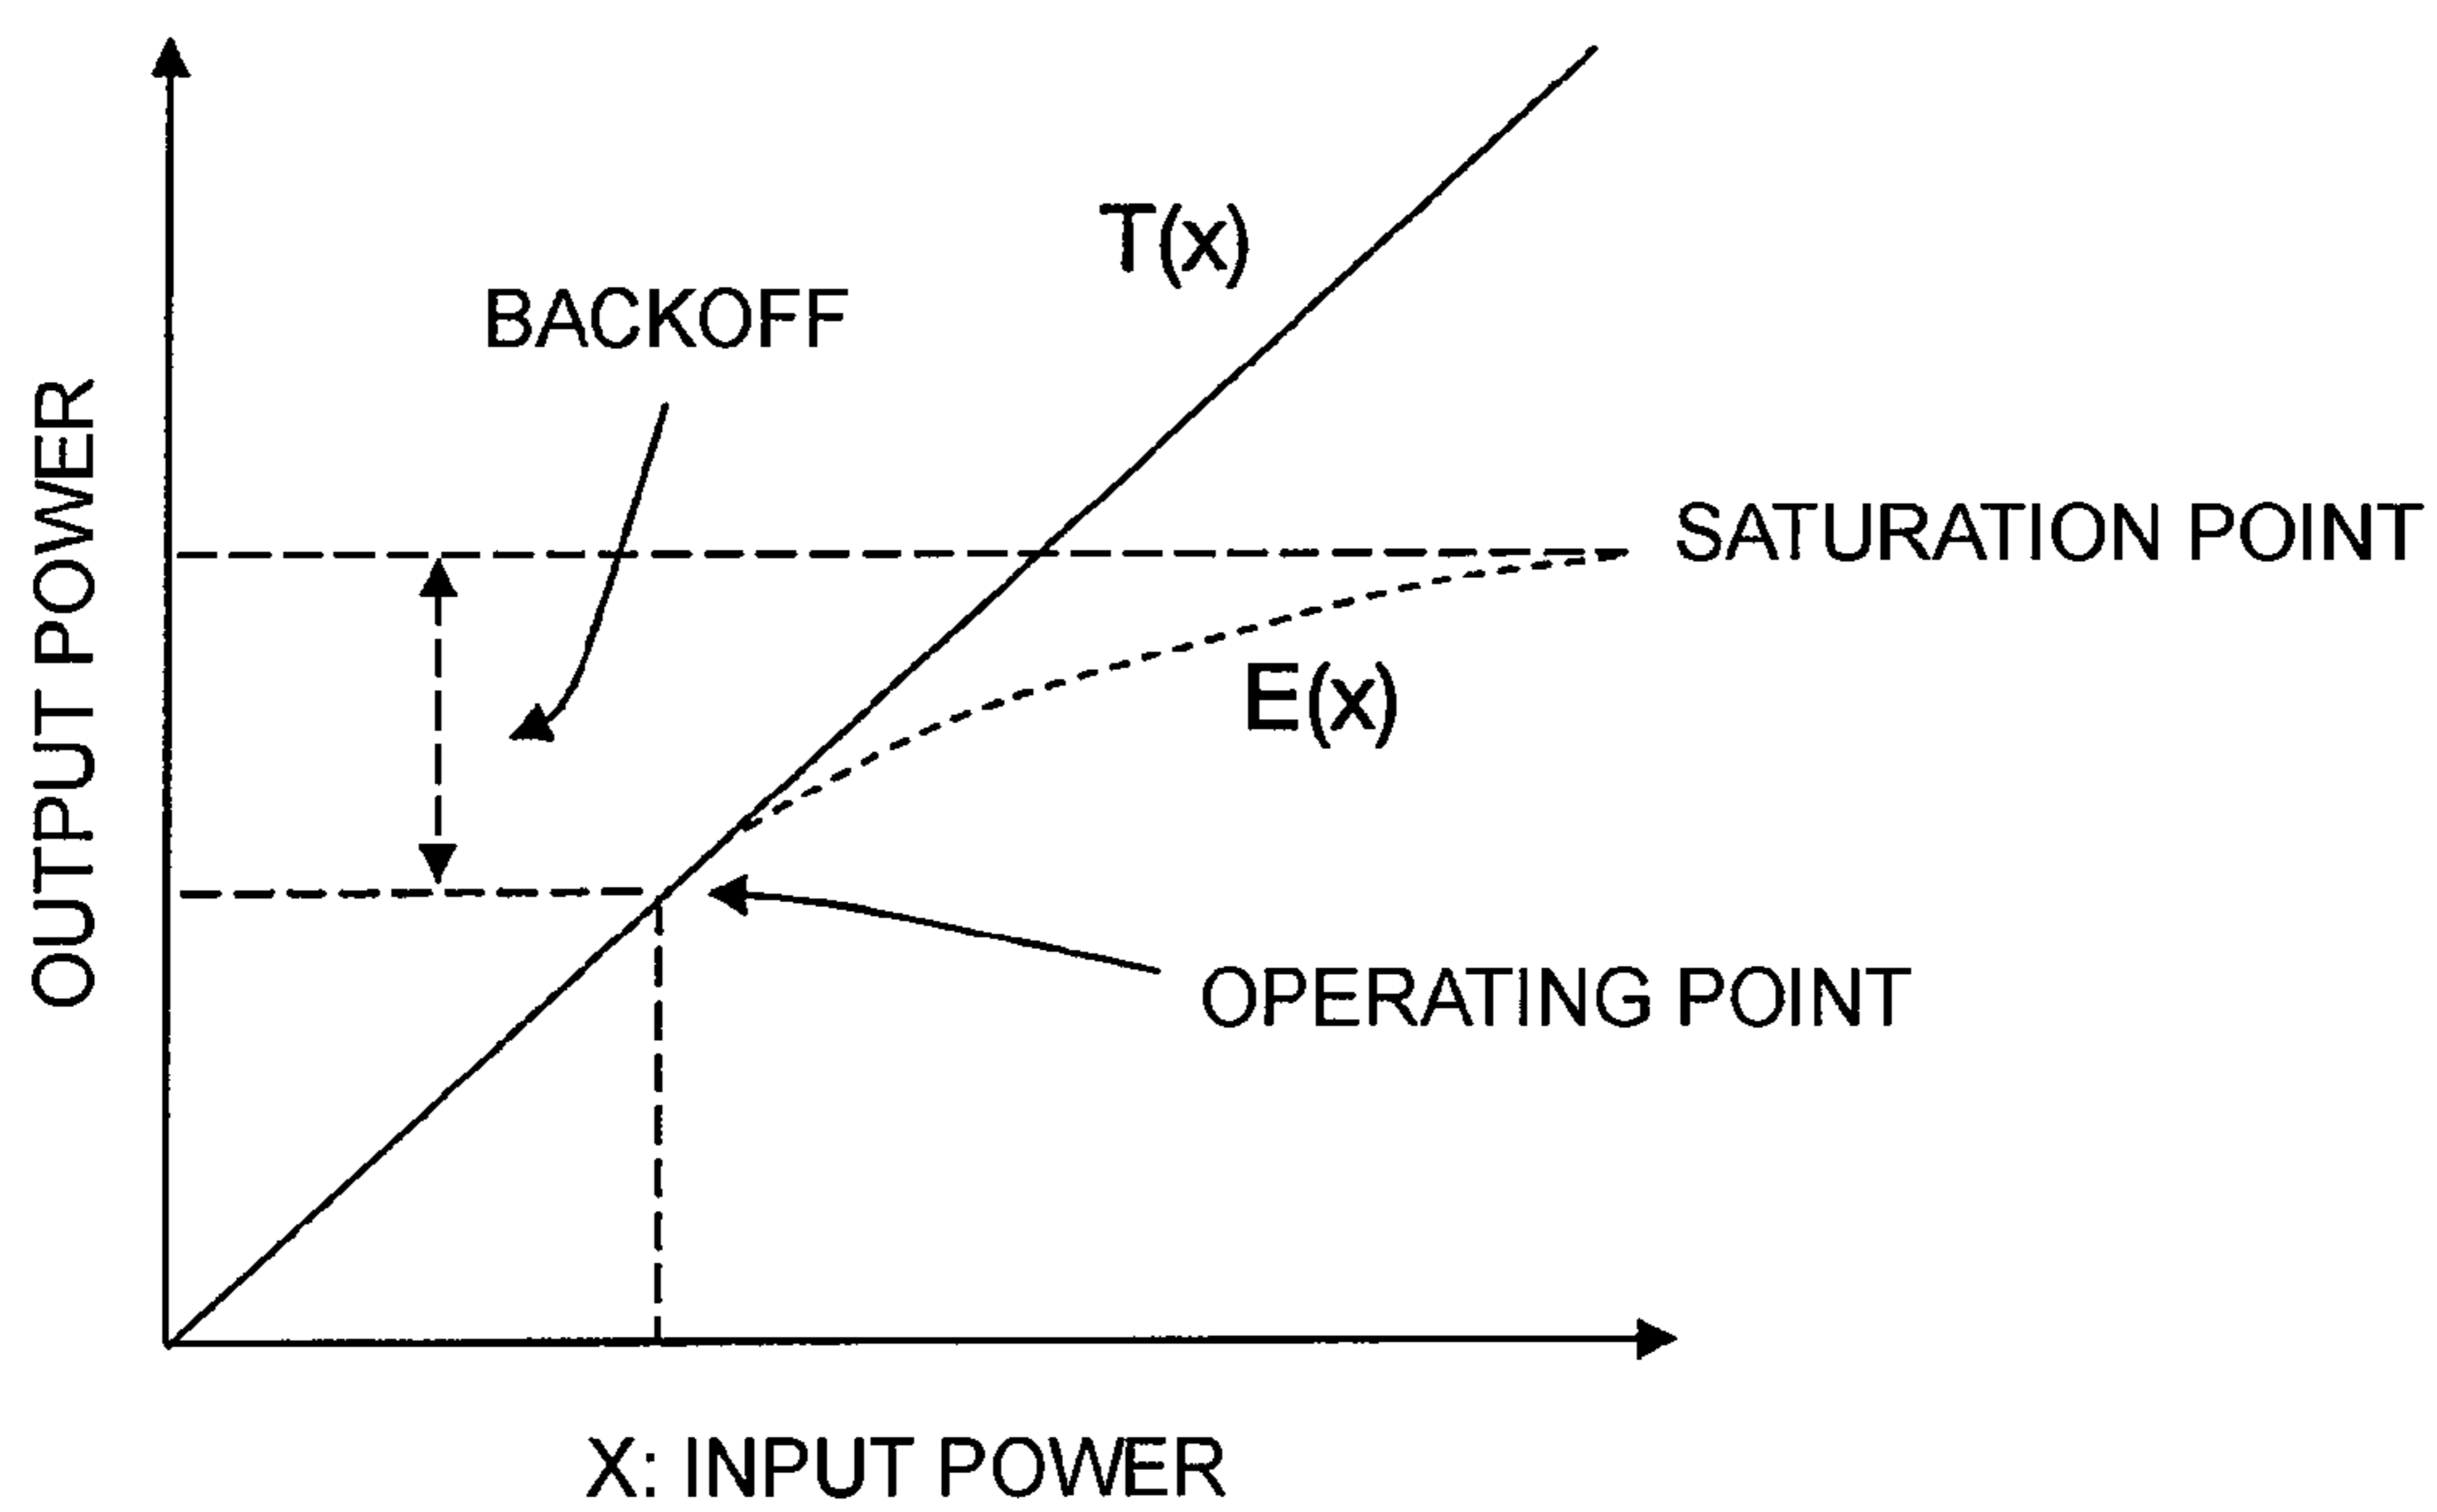 T(x)
BACKOFF
OUTPUT POWER
SATURATION POINT
E(x)
OPERATING POINT
X: INPUT POWER